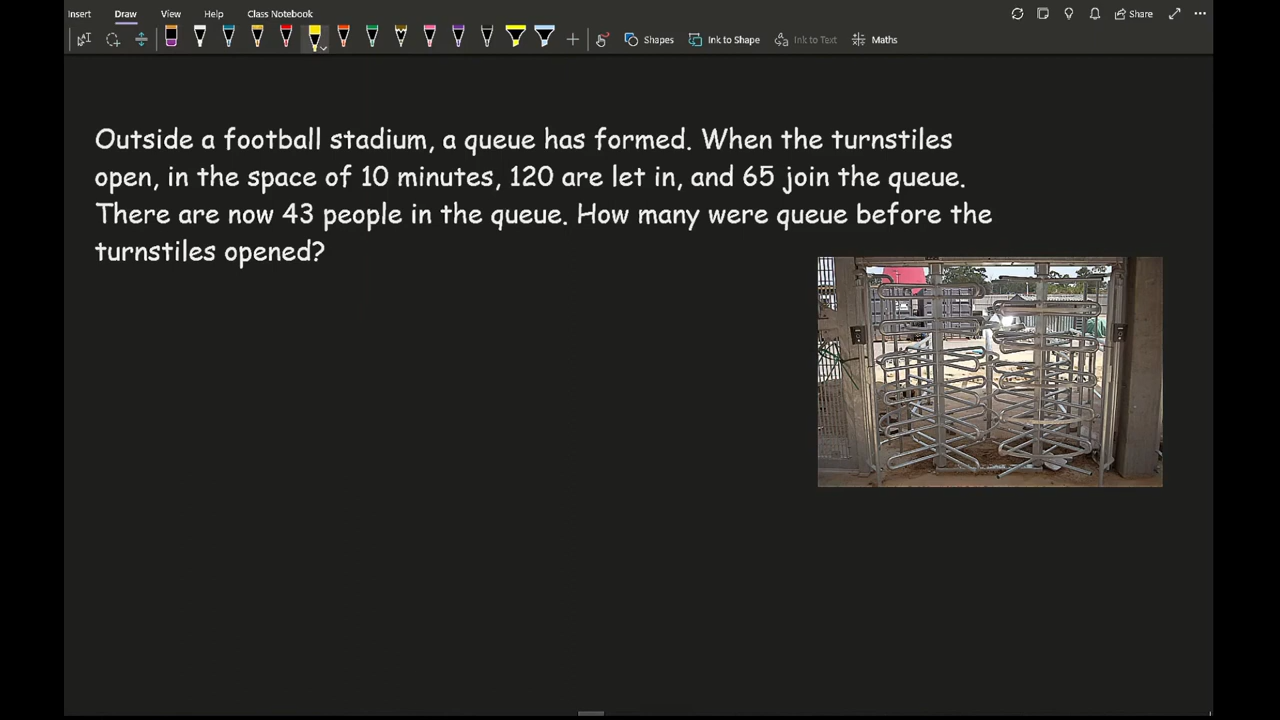 Insert Draw View Help Class Notebook Share
Shapes Ink to Shape Ink to Text Maths
Outside a football stadium, a queue has formed. When the turnstiles
open, in the space of 10 minutes, 120 are let in, and 65 join the queue.
There are now 43 people in the queue. How many were queue before the
turnstiles opened?